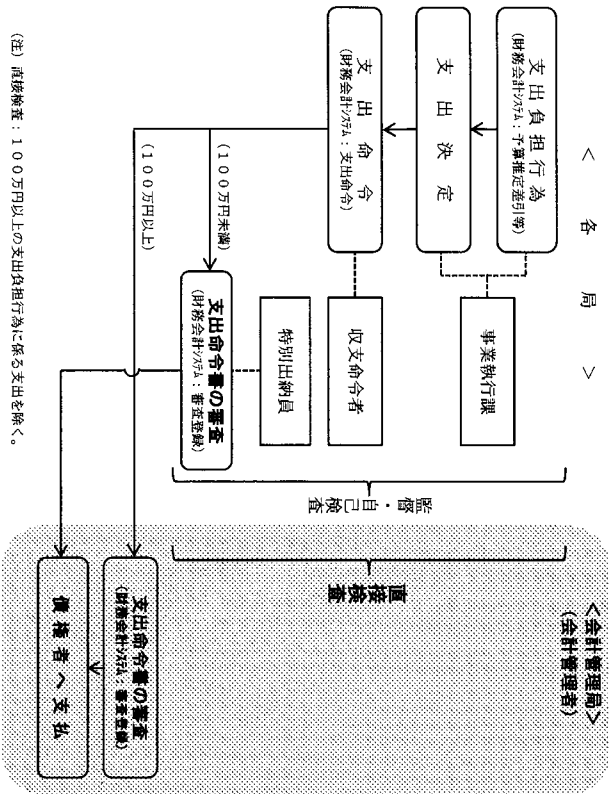 ＜各局＞
＜会計管理局＞
（会計管理者）
支出負担行為
（財務会計システム：予算推定差引等）
事業執行課
支出決定
支出命令
（財務会計システム：支出命令）
収支命令者
特別出納員
監督・自己検査
直接検査
（１００万円未満）
（１００万円以上）
支出命令書の審査
（財務会計システム：審査登録）
支出命令書の審査
（財務会計システム：審査登録）
債権者へ支払
（注）直接検査：１００万円以上の支出負担行為に係る支出を除く。